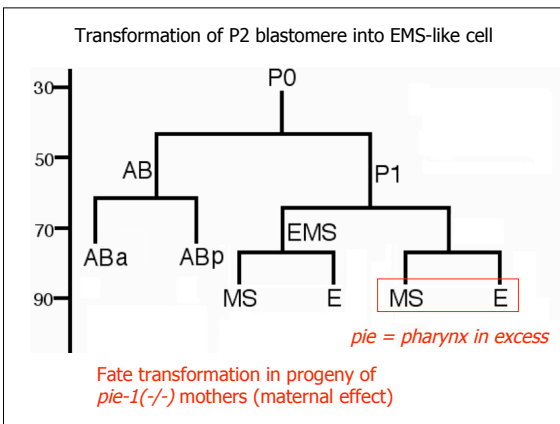 Transformation of P2 blastomere into EMS-like cell
P0
30
50
AB
P1
70
EMS
ABa
ABp
90
MS
E
MS
E
pie = pharynx in excess
Fate transformation in progeny of
pie-1(-/-) mothers (maternal effect)